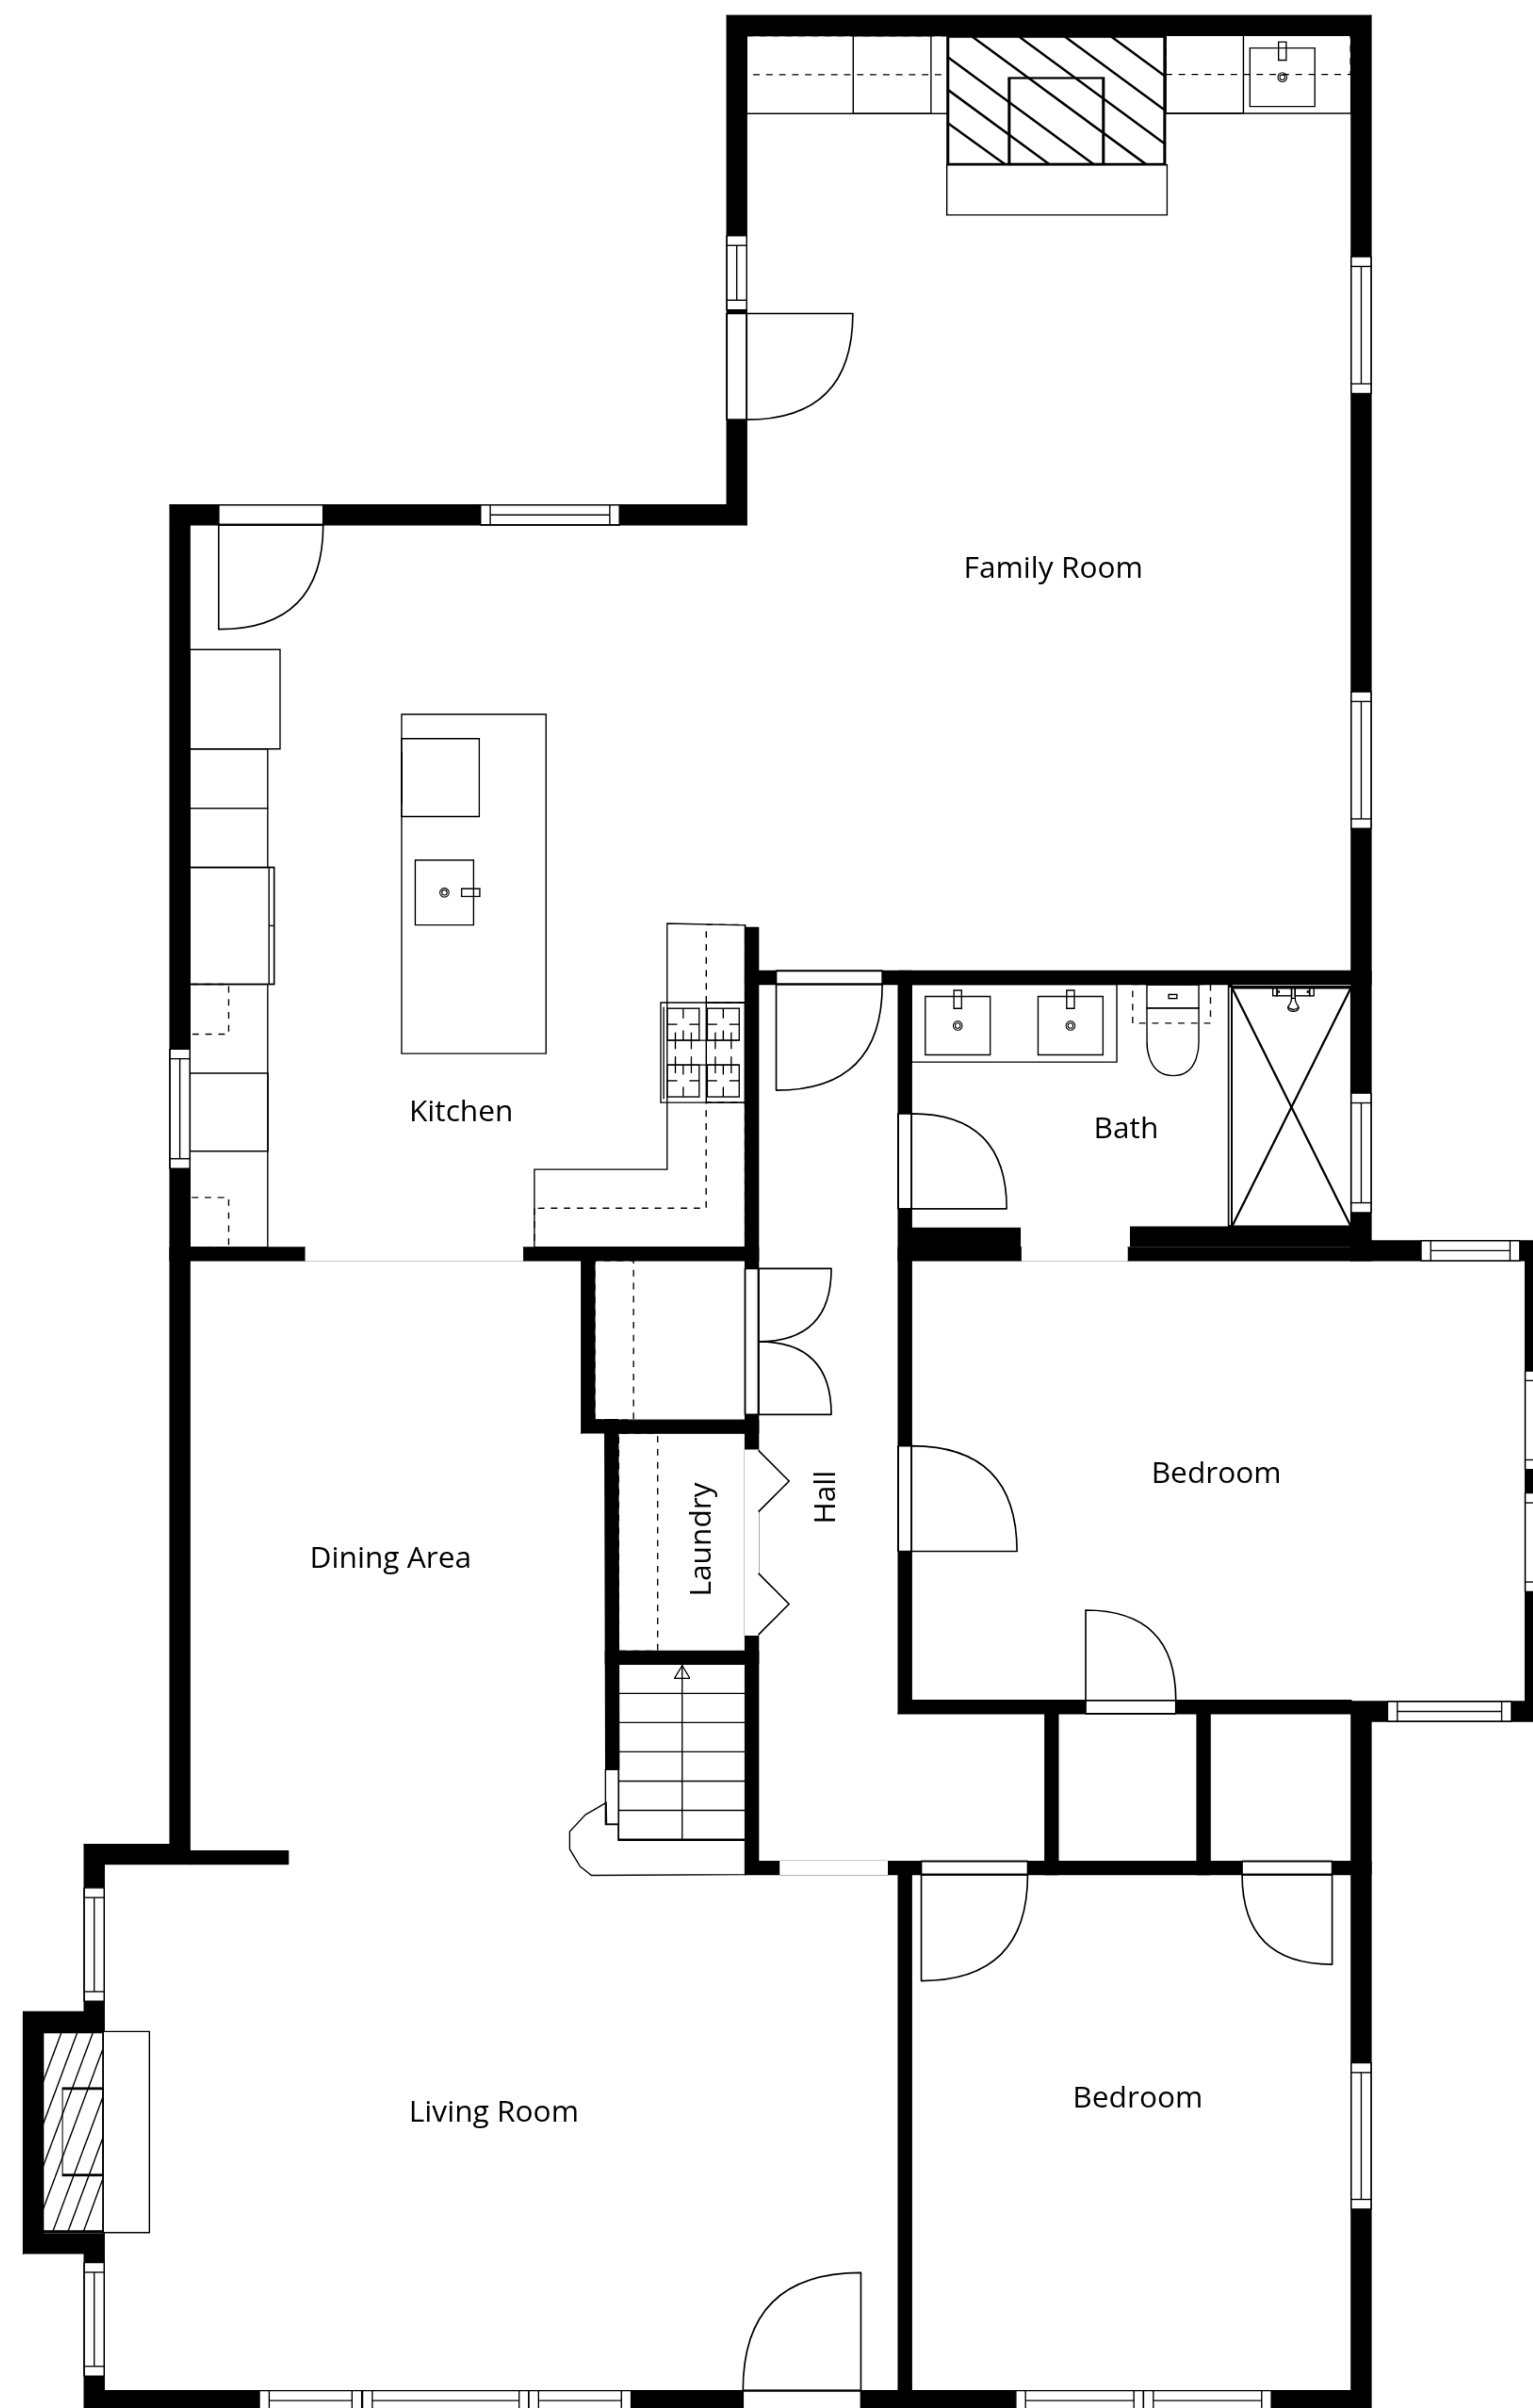 Family Room
Kitchen
Bath
Hall
Bedroom
Laundry
Dining Area
Living Room
Bedroom